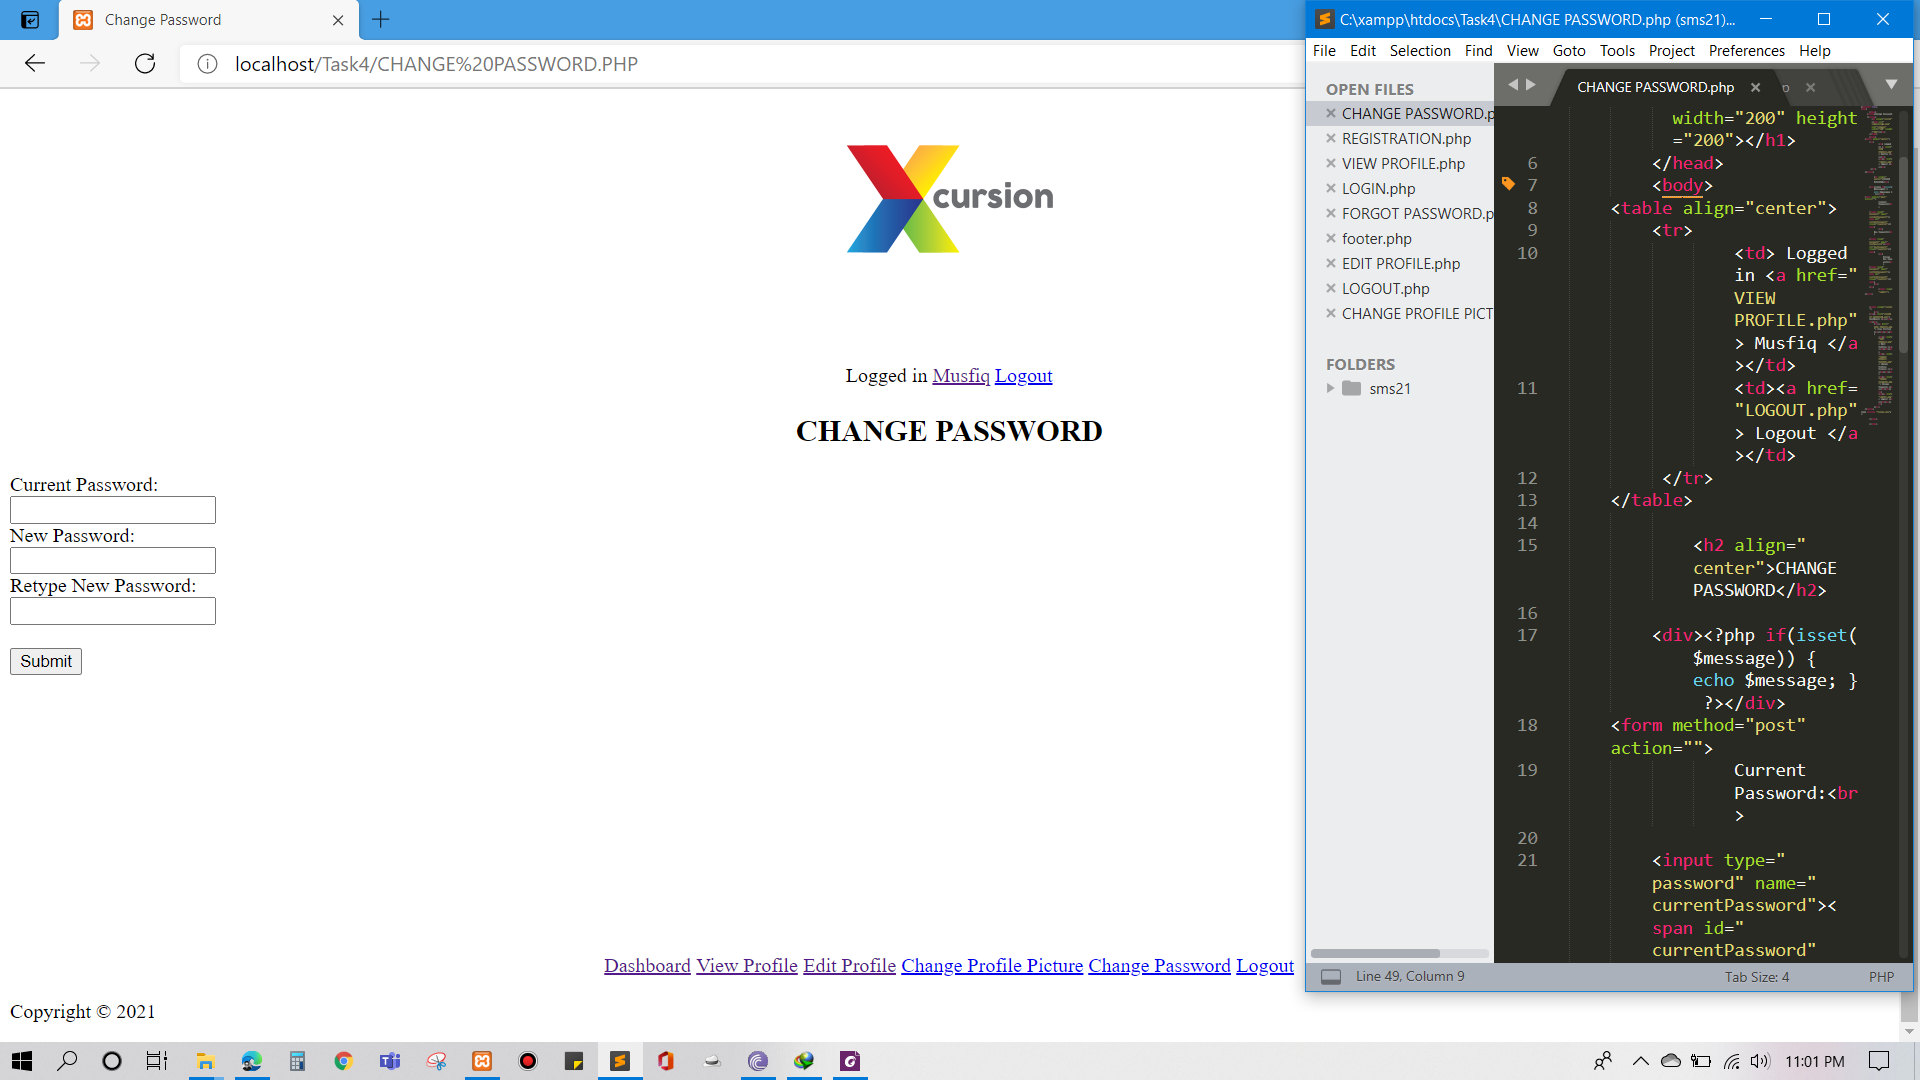 Change Password
localhost/Task4/CHANGE%20PASSWORD.PHP
X cursion
Logged in Musfiq Logout
CHANGE PASSWORD
Current Password:
New Password:
Retype New Password:
Submit
Dashboard View Profile Edit Profile Change Profile Picture Change Password Logout
Copyright © 2021
C:\xampp\htdocs\Task4\CHANGE PASSWORD.php (sms21)...
File Edit Selection Find View Goto Tools Project Preferences Help
OPEN FILES
CHANGE PASSWORD.p
REGISTRATION.php
VIEW PROFILE.php
LOGIN.php
FORGOT PASSWORD.p
footer.php
EDIT PROFILE.php
LOGOUT.php
CHANGE PROFILE PICT
FOLDERS
sms21
CHANGE PASSWORD.php
width="200" height
="200"></h1>
6 </head>
7 <body>
8 <table align="center">
9 <tr>
10 <td> Logged
in <a href="
VIEW
PROFILE.php"
> Musfiq </a
></td>
11 <td><a href=
"LOGOUT.php"
> Logout </a
></td>
12 </tr>
13 </table>
14
15 <h2 align="
center">CHANGE
PASSWORD</h2>
16
17 <div><?php if(isset(
$message)) {
echo $message; }
?></div>
18 <form method="post"
action="">
19 Current
Password:<br
>
20
21 <input type="
password" name="
currentPassword"><
span id="
currentPassword"
Line 49, Column 9
Tab Size: 4
PHP
11:01 PM